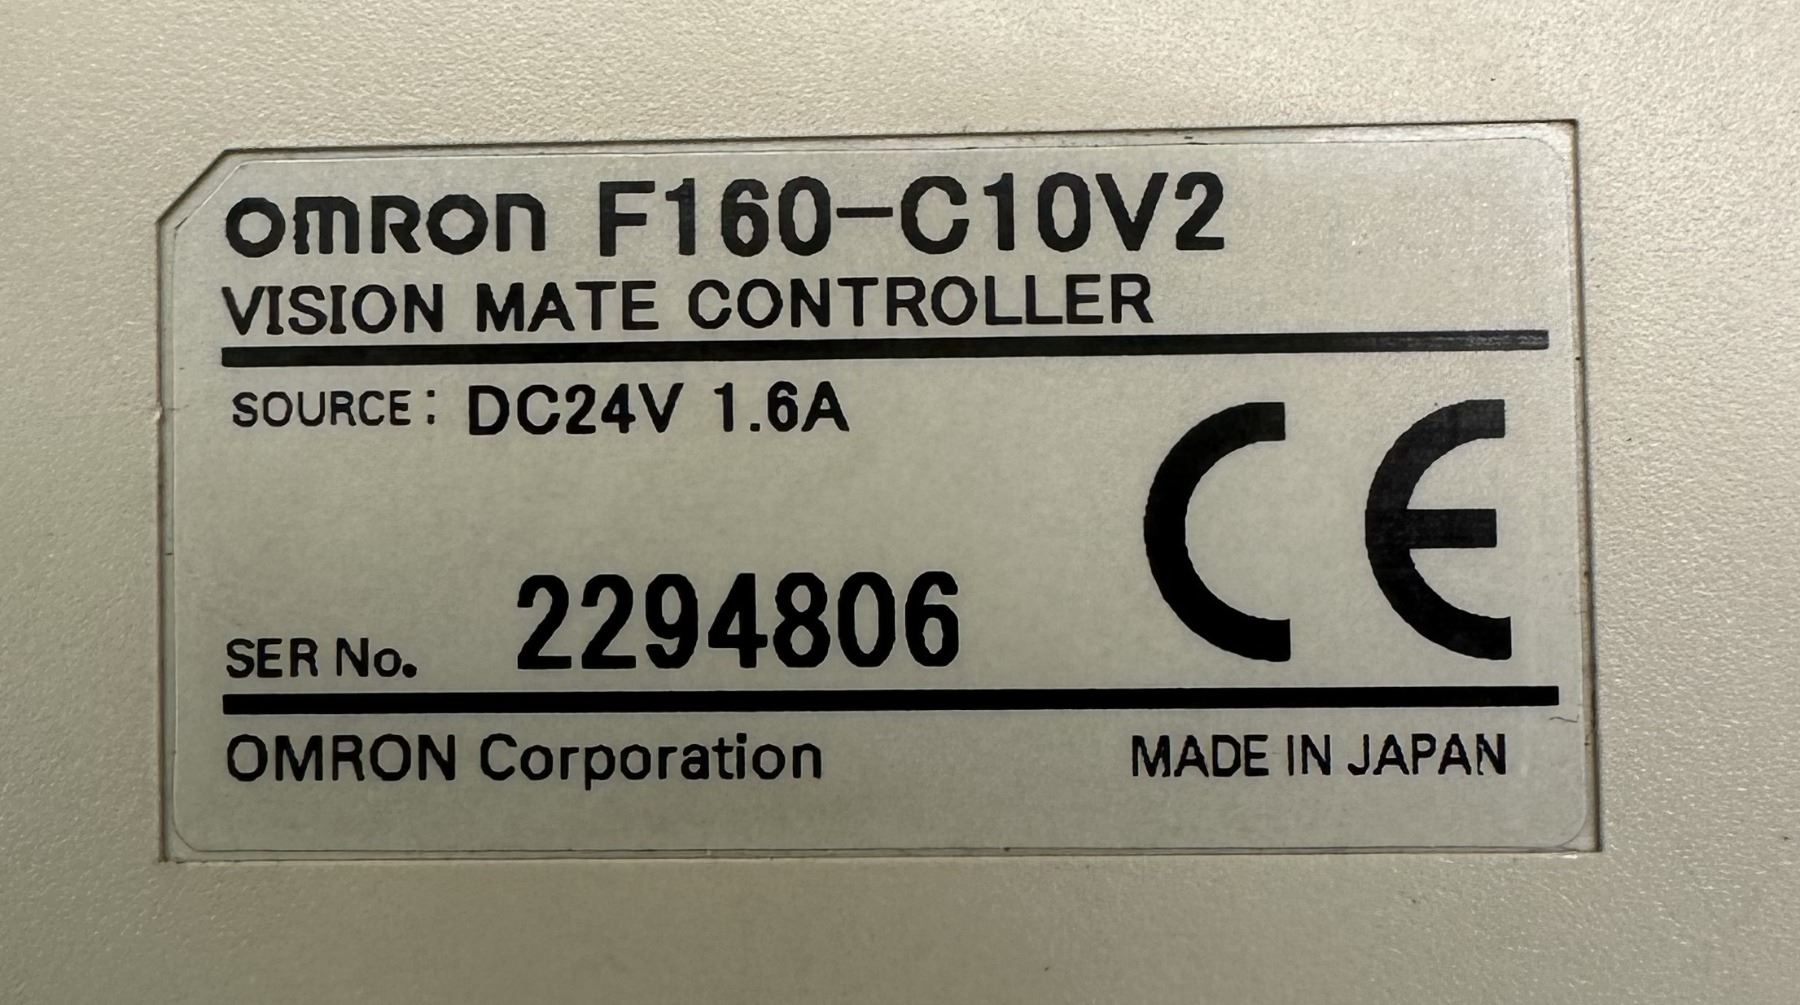 OMRON F160-C10V2
VISION MATE CONTROLLER
SOURCE: DC24V 1.6A
CE
SER No. 2294806
OMRON Corporation MADE IN JAPAN